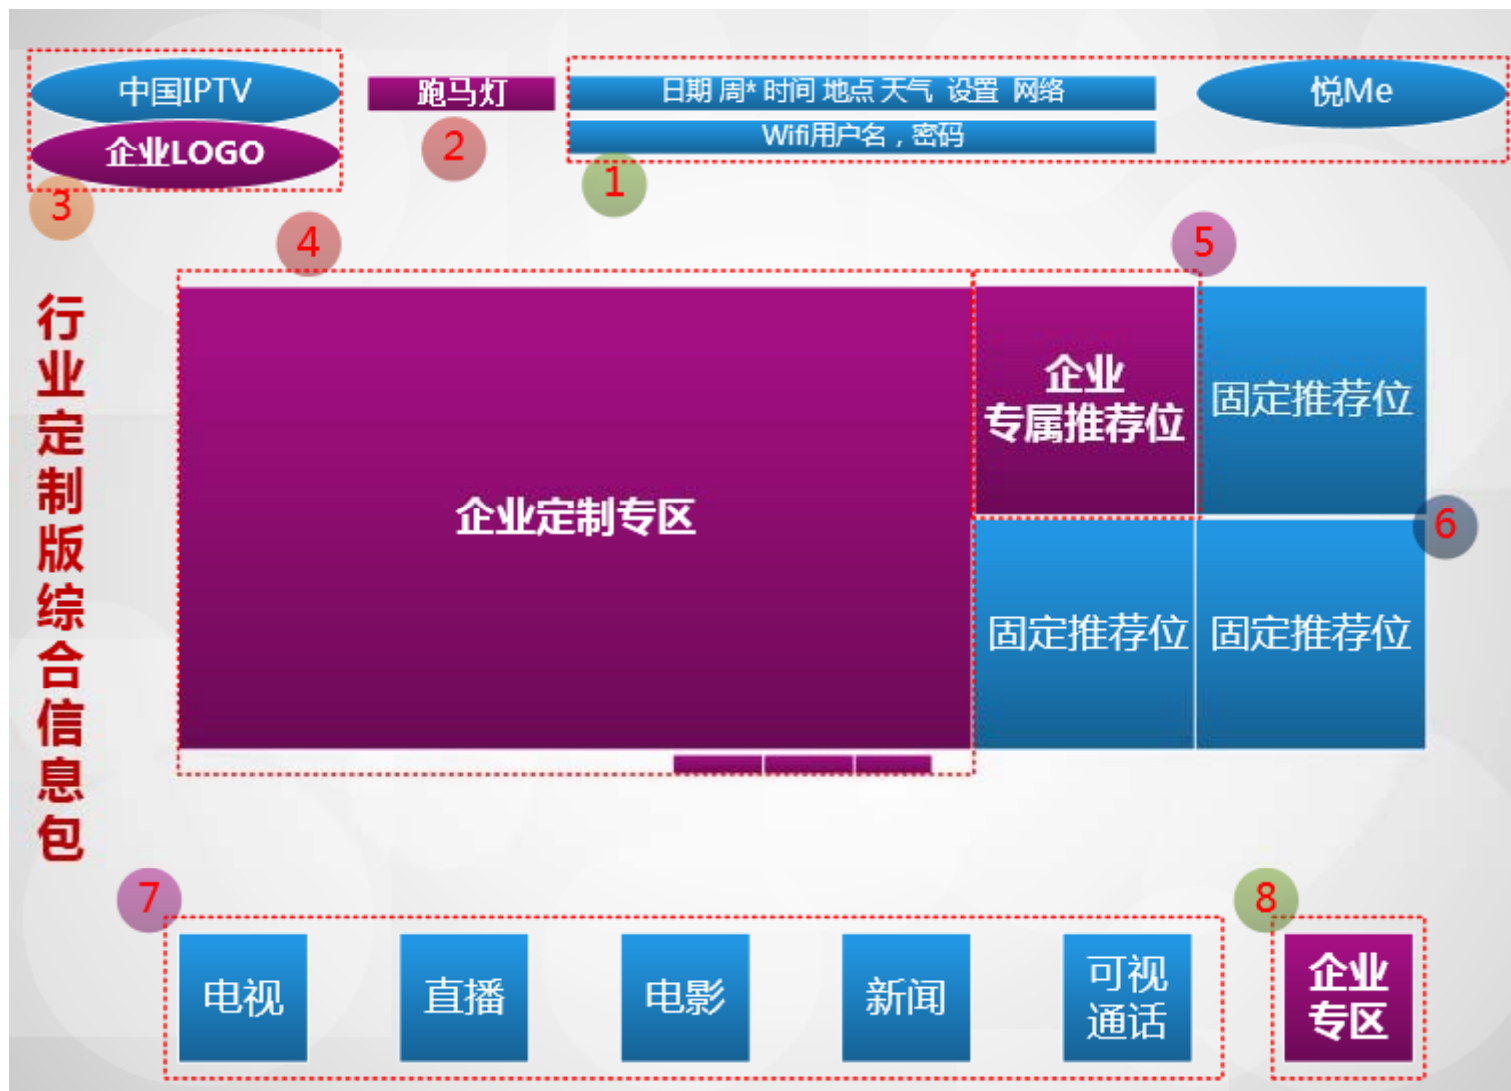 中国IPTV
企业LOGO
3
跑马灯
2
日期 周* 时间 地点 天气  设置  网络
Wifi用户名，密码
1
悦Me
行业定制版综合信息包
4
企业定制专区
5
企业
专属推荐位
固定推荐位
6
固定推荐位
固定推荐位
7
电视
直播
电影
新闻
可视
通话
8
企业
专区